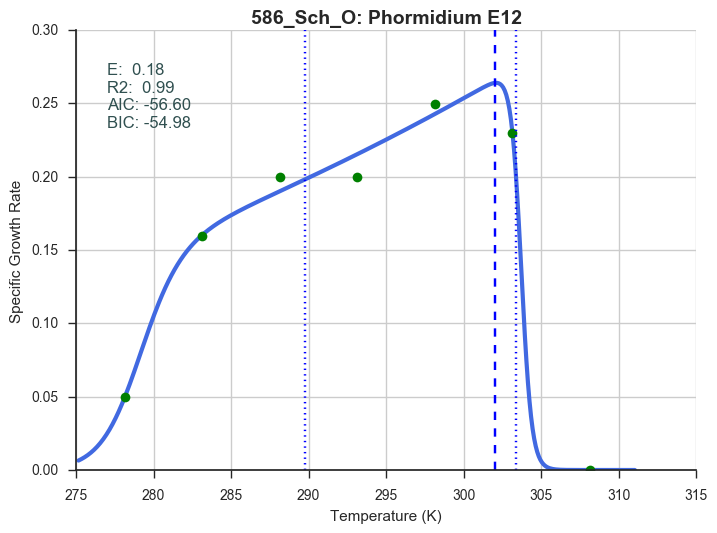 586_Sch_O: Phormidium E12
E: 0.18
R2: 0.99
AIC: -56.60
BIC: -54.98
Specific Growth Rate
0.30
0.25
0.20
0.15
0.10
0.05
0.00
275 280 285 290 295 300 305 310 315
Temperature (K)